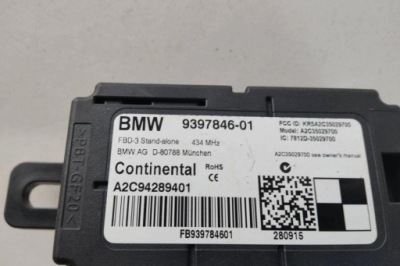 BMW 9397846-01
FBD-3 Stand-alone 434 MHz
BMW AG D-80788 München
FCC ID: KR5A2C35029700
Model: A2C35029700
IC: 7812D-35029700
Continental RoHS
CE
A2C94289401
A2C35029700 see owner's manual
FB939784601
280915
>PBT-GF20<